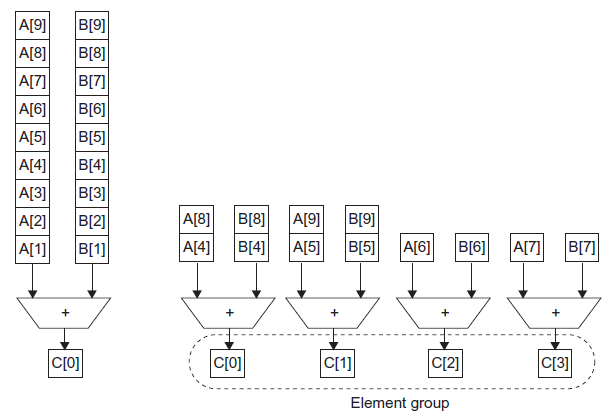 A[9] B[9]
A[8] B[8]
A[7] B[7]
A[6] B[6]
A[5] B[5]
A[4] B[4]
A[3] B[3]
A[2] B[2]
A[1] B[1]
+
C[0]
A[8] B[8] A[9] B[9]
A[4] B[4] A[5] B[5] A[6] B[6] A[7] B[7]
+ + + +
C[0] C[1] C[2] C[3]
Element group